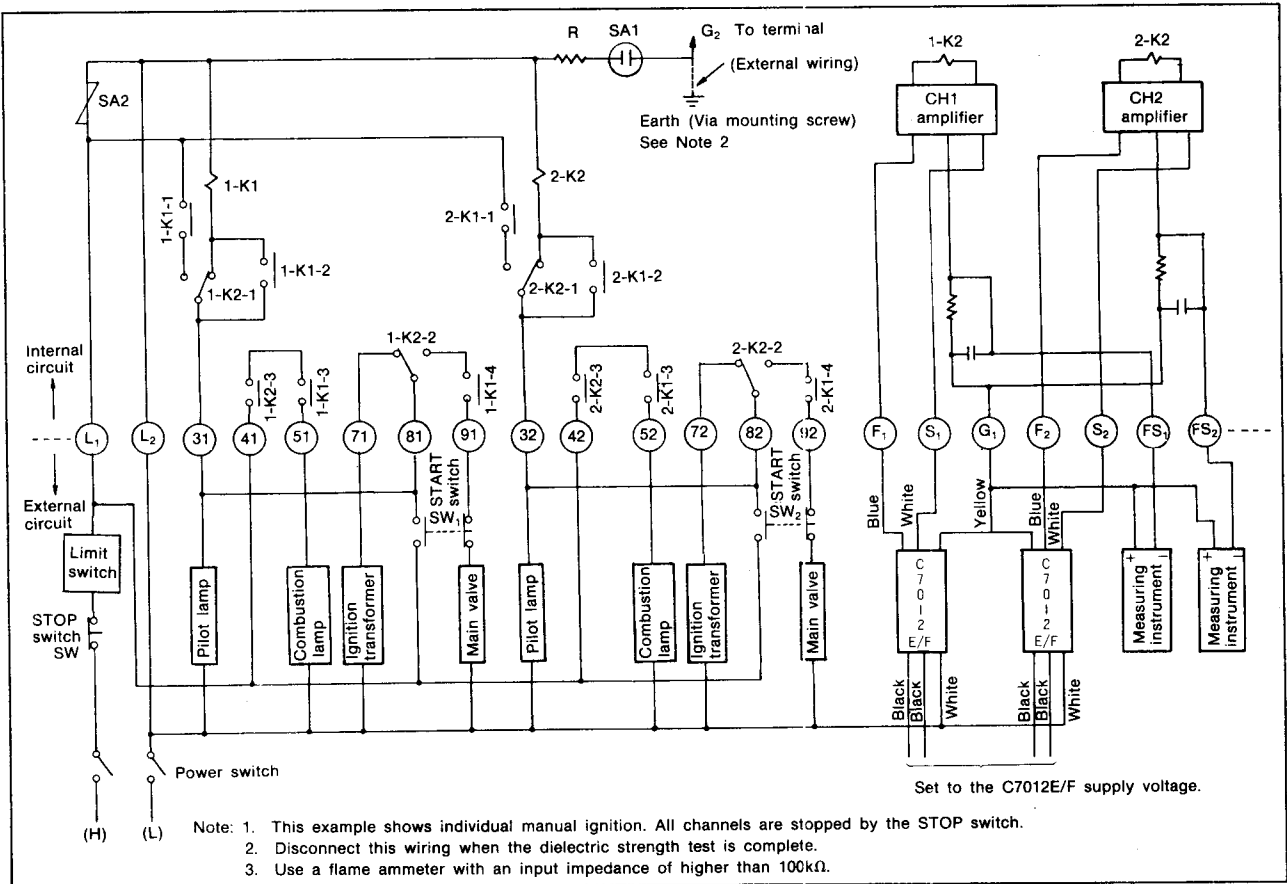 R SA1 G₂ To terminal
(External wiring)
Earth (Via mounting screw)
See Note 2
1-K2
2-K2
CH1
amplifier
CH2
amplifier
SA2
1-K1
2-K2
1-K1-1
2-K1-1
1-K1-2
2-K1-2
1-K2-1
2-K2-1
1-K2-2
2-K2-2
Internal
circuit
External
circuit
1-K2-3
1-K1-3
1-K1-4
2-K2-3
2-K1-3
2-K1-4
L₁ L₂ 31 41 51 71 81 91 32 42 52 72 82 92 F₁ S₁ G₁ F₂ S₂ FS₁ FS₂
START
switch
SW₁
START
switch
SW₂
Blue
White
Yellow
Blue
White
Limit
switch
STOP
switch
SW
Pilot lamp
Combustion
lamp
Ignition
transformer
Main valve
Pilot lamp
Combustion
lamp
Ignition
transformer
Main valve
C7012
E/F
C7012
E/F
+ −
Measuring
instrument
+ −
Measuring
instrument
Black
Black
White
Black
Black
White
Power switch
(H) (L)
Set to the C7012E/F supply voltage.
Note: 1. This example shows individual manual ignition. All channels are stopped by the STOP switch.
2. Disconnect this wiring when the dielectric strength test is complete.
3. Use a flame ammeter with an input impedance of higher than 100kΩ.